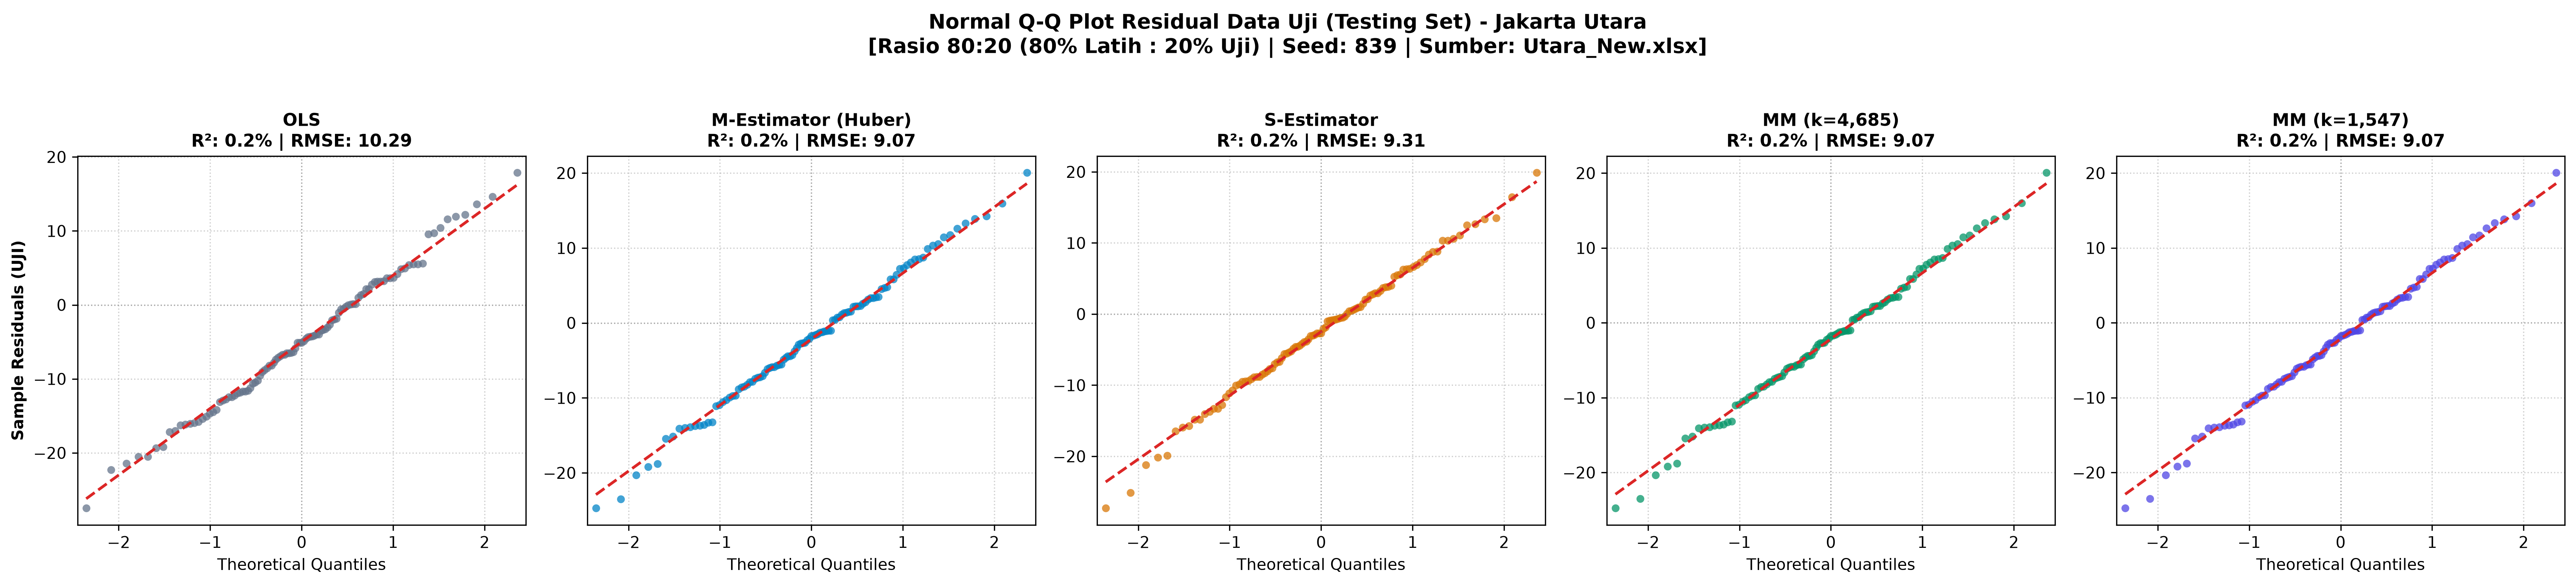 Normal Q-Q Plot Residual Data Uji (Testing Set) - Jakarta Utara
[Rasio 80:20 (80% Latih : 20% Uji) | Seed: 839 | Sumber: Utara_New.xlsx]
OLS
R²: 0.2% | RMSE: 10.29
Sample Residuals (UJI)
20
10
0
−10
−20
−2
−1
0
1
2
Theoretical Quantiles
M-Estimator (Huber)
R²: 0.2% | RMSE: 9.07
20
10
0
−10
−20
−2
−1
0
1
2
Theoretical Quantiles
S-Estimator
R²: 0.2% | RMSE: 9.31
20
10
0
−10
−20
−2
−1
0
1
2
Theoretical Quantiles
MM (k=4,685)
R²: 0.2% | RMSE: 9.07
20
10
0
−10
−20
−2
−1
0
1
2
Theoretical Quantiles
MM (k=1,547)
R²: 0.2% | RMSE: 9.07
20
10
0
−10
−20
−2
−1
0
1
2
Theoretical Quantiles